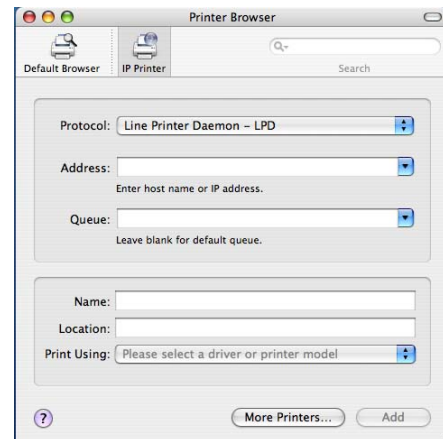 Printer Browser
Default Browser
IP Printer
Q
Search
Protocol: Line Printer Daemon – LPD
Address:
Enter host name or IP address.
Queue:
Leave blank for default queue.
Name:
Location:
Print Using: Please select a driver or printer model
?
More Printers...
Add